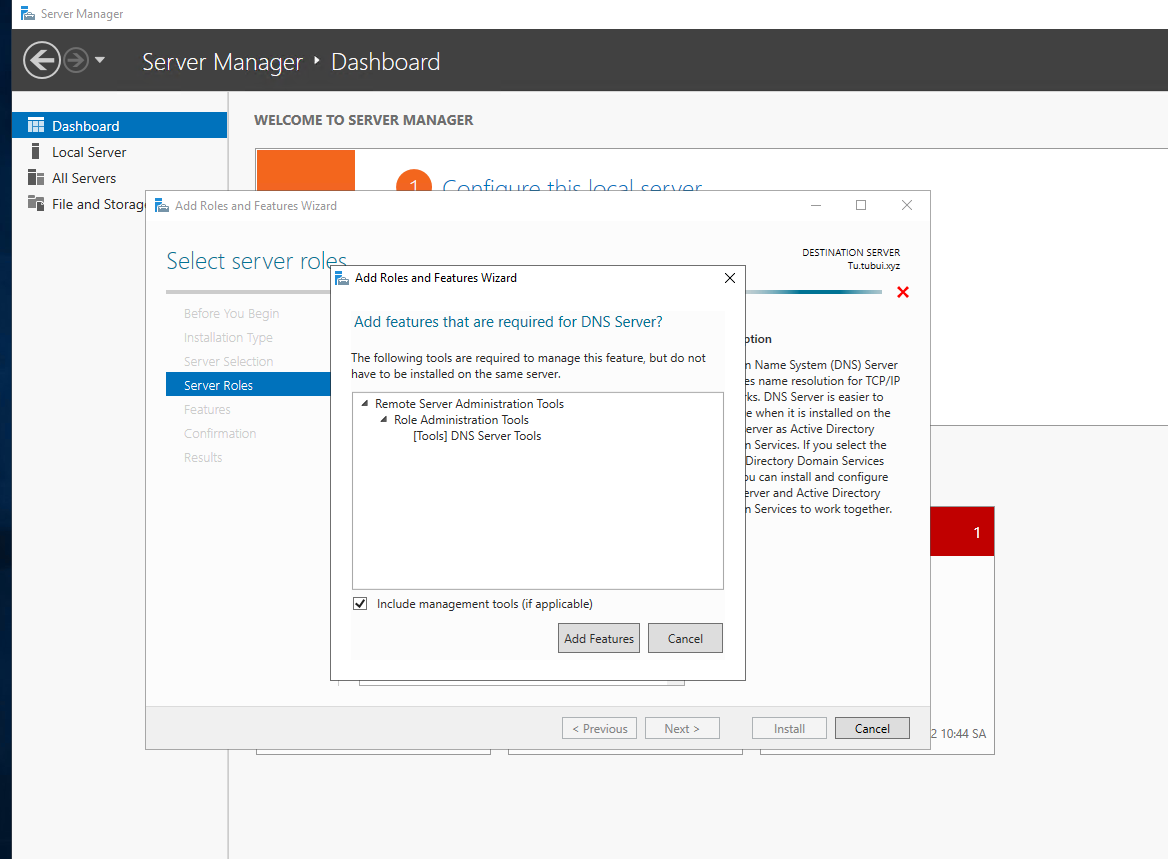 Server Manager
Server Manager • Dashboard
Dashboard
Local Server
All Servers
File and Storag
WELCOME TO SERVER MANAGER
1 Configure this local server
Add Roles and Features Wizard
Select server roles
DESTINATION SERVER
Tu.tubui.xyz
Before You Begin
Installation Type
Server Selection
Server Roles
Features
Confirmation
Results
Add Roles and Features Wizard
Add features that are required for DNS Server?
The following tools are required to manage this feature, but do not
have to be installed on the same server.
Remote Server Administration Tools
Role Administration Tools
[Tools] DNS Server Tools
Include management tools (if applicable)
Add Features
Cancel
ption
n Name System (DNS) Server
es name resolution for TCP/IP
ks. DNS Server is easier to
e when it is installed on the
erver as Active Directory
n Services. If you select the
Directory Domain Services
ou can install and configure
erver and Active Directory
n Services to work together.
< Previous
Next >
Install
Cancel
1
2 10:44 SA